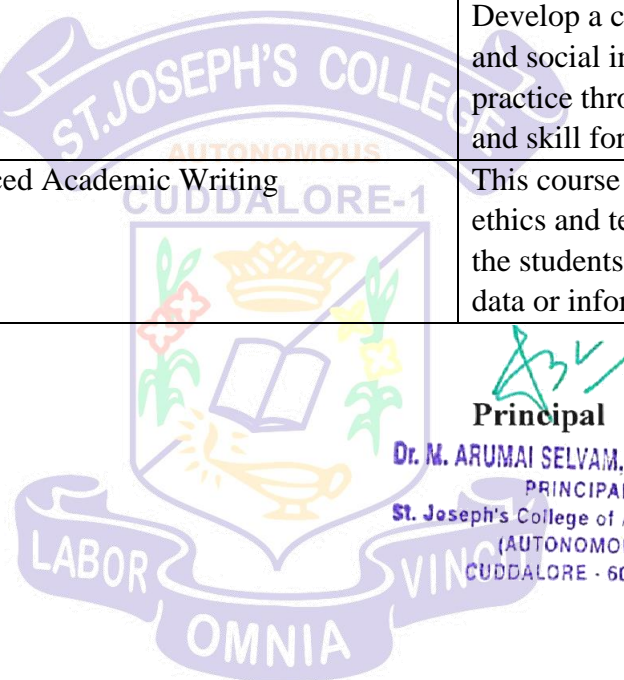 Develop a c
and social in
practice thro
and skill for
ced Academic Writing
This course
ethics and te
the students
data or infor
ST.JOSEPH'S COLLEGE
AUTONOMOUS
CUDDALORE-1
Principal
Dr. M. ARUMAI SELVAM,
PRINCIPAL
St. Joseph's College of
(AUTONOMOU
CUDDALORE - 60
LABOR
OMNIA